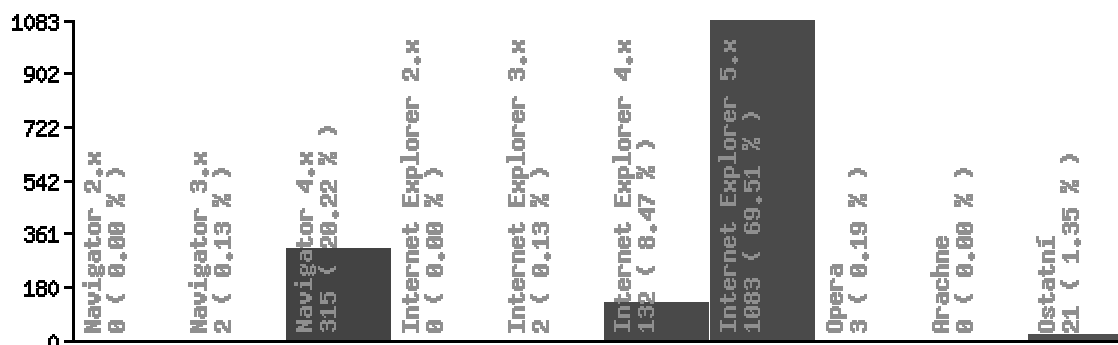 1083
902
722
542
361
180
0
Navigator 2.x
0 ( 0.00 % )
Navigator 3.x
2 ( 0.13 % )
Navigator 4.x
315 ( 20.22 % )
Internet Explorer 2.x
0 ( 0.00 % )
Internet Explorer 3.x
2 ( 0.13 % )
Internet Explorer 4.x
132 ( 8.47 % )
Internet Explorer 5.x
1083 ( 69.51 % )
Opera
3 ( 0.19 % )
Arachne
0 ( 0.00 % )
Ostatní
21 ( 1.35 % )